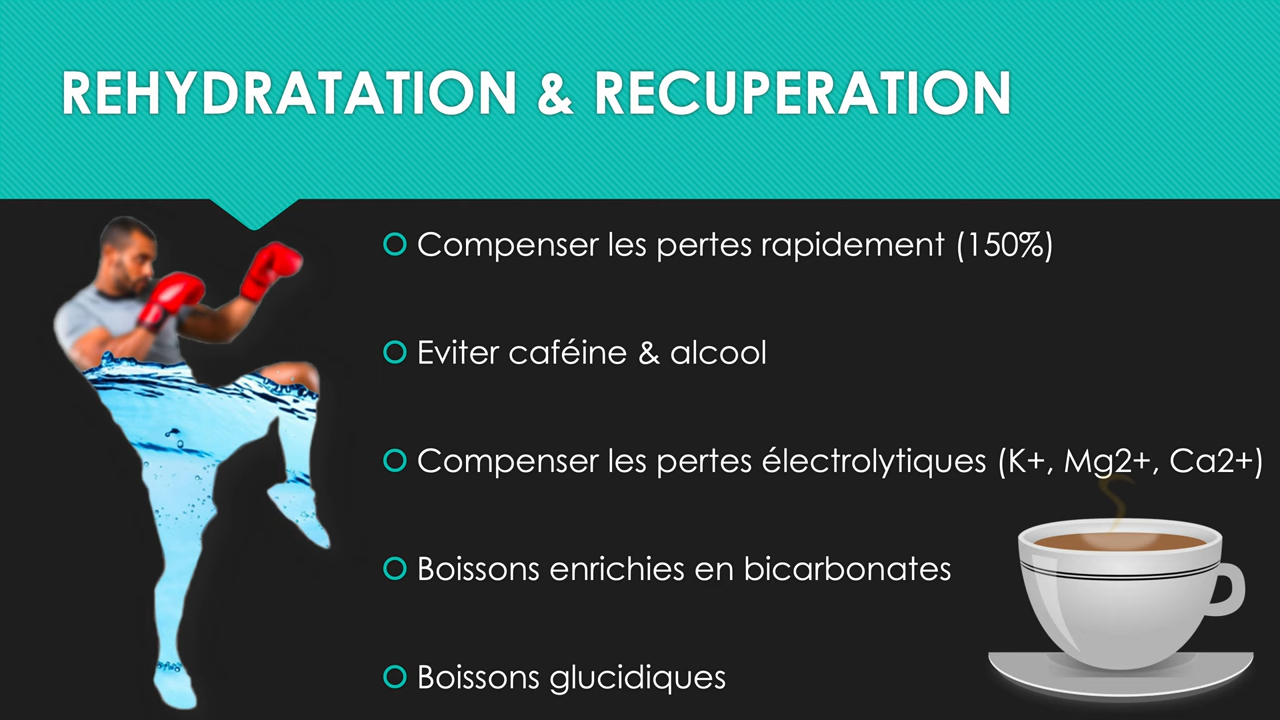 REHYDRATATION & RECUPERATION
Compenser les pertes rapidement (150%)
Eviter caféine & alcool
Compenser les pertes électrolytiques (K+, Mg2+, Ca2+)
Boissons enrichies en bicarbonates
Boissons glucidiques